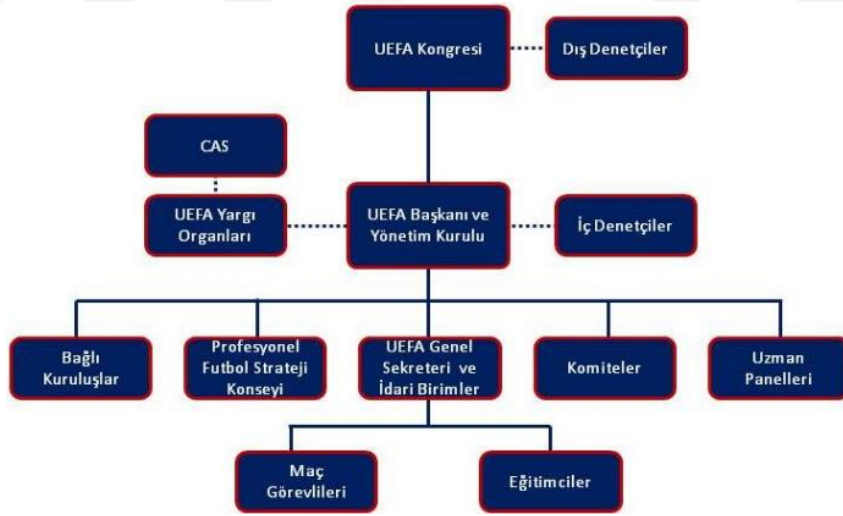 UEFA Kongresi
Dış Denetçiler
CAS
UEFA Yargı
Organları
UEFA Başkanı ve
Yönetim Kurulu
İç Denetçiler
Bağlı
Kuruluşlar
Profesyonel
Futbol Strateji
Konseyi
UEFA Genel
Sekreteri ve
İdari Birimler
Komiteler
Uzman
Panelleri
Maç
Görevlileri
Eğitimciler